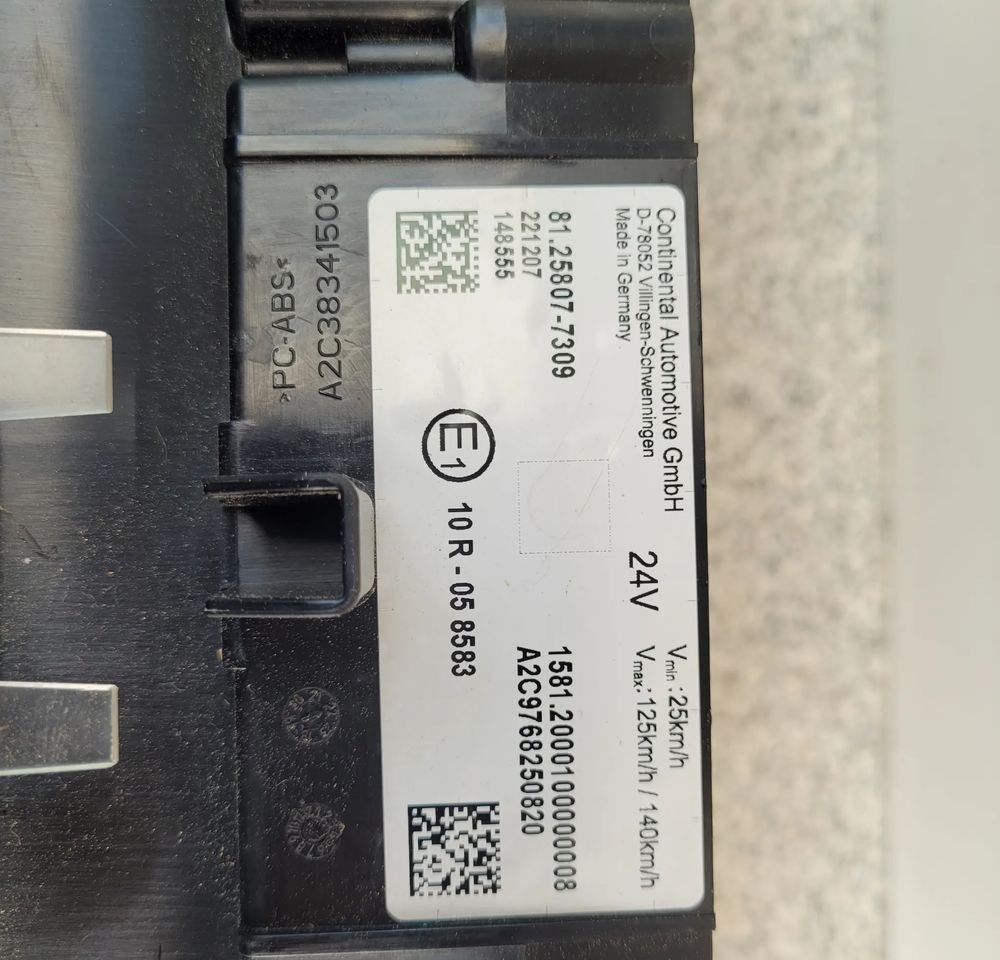 Continental Automotive GmbH
D-78052 Villingen-Schwenningen
Made in Germany
24V
Vmin :25km/h
Vmax.:125km/h / 140km/h
81.25807-7309
221207
148555
1581.20001000000008
A2C9768250820
E1 10 R - 05 8583
A2C38341503
*PC-ABS*